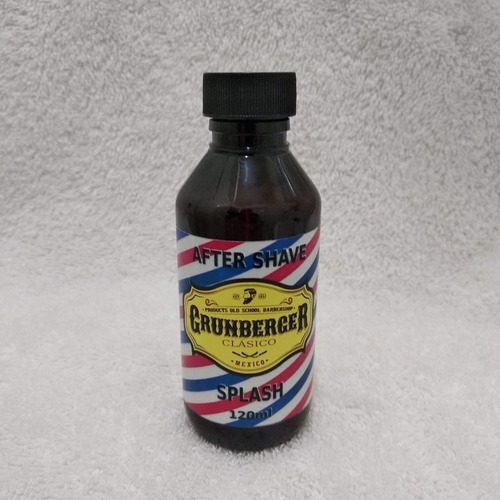 AFTER SHAVE
PRODUCTS OLD SCHOOL BARBERSHOP
GRUNBERGER
CLASICO
MEXICO
SPLASH
120ml